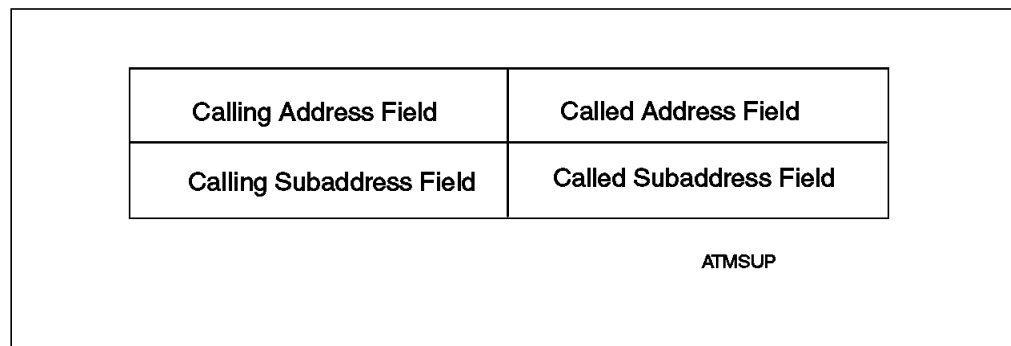 Calling Address Field
Called Address Field
Calling Subaddress Field
Called Subaddress Field
ATMSUP